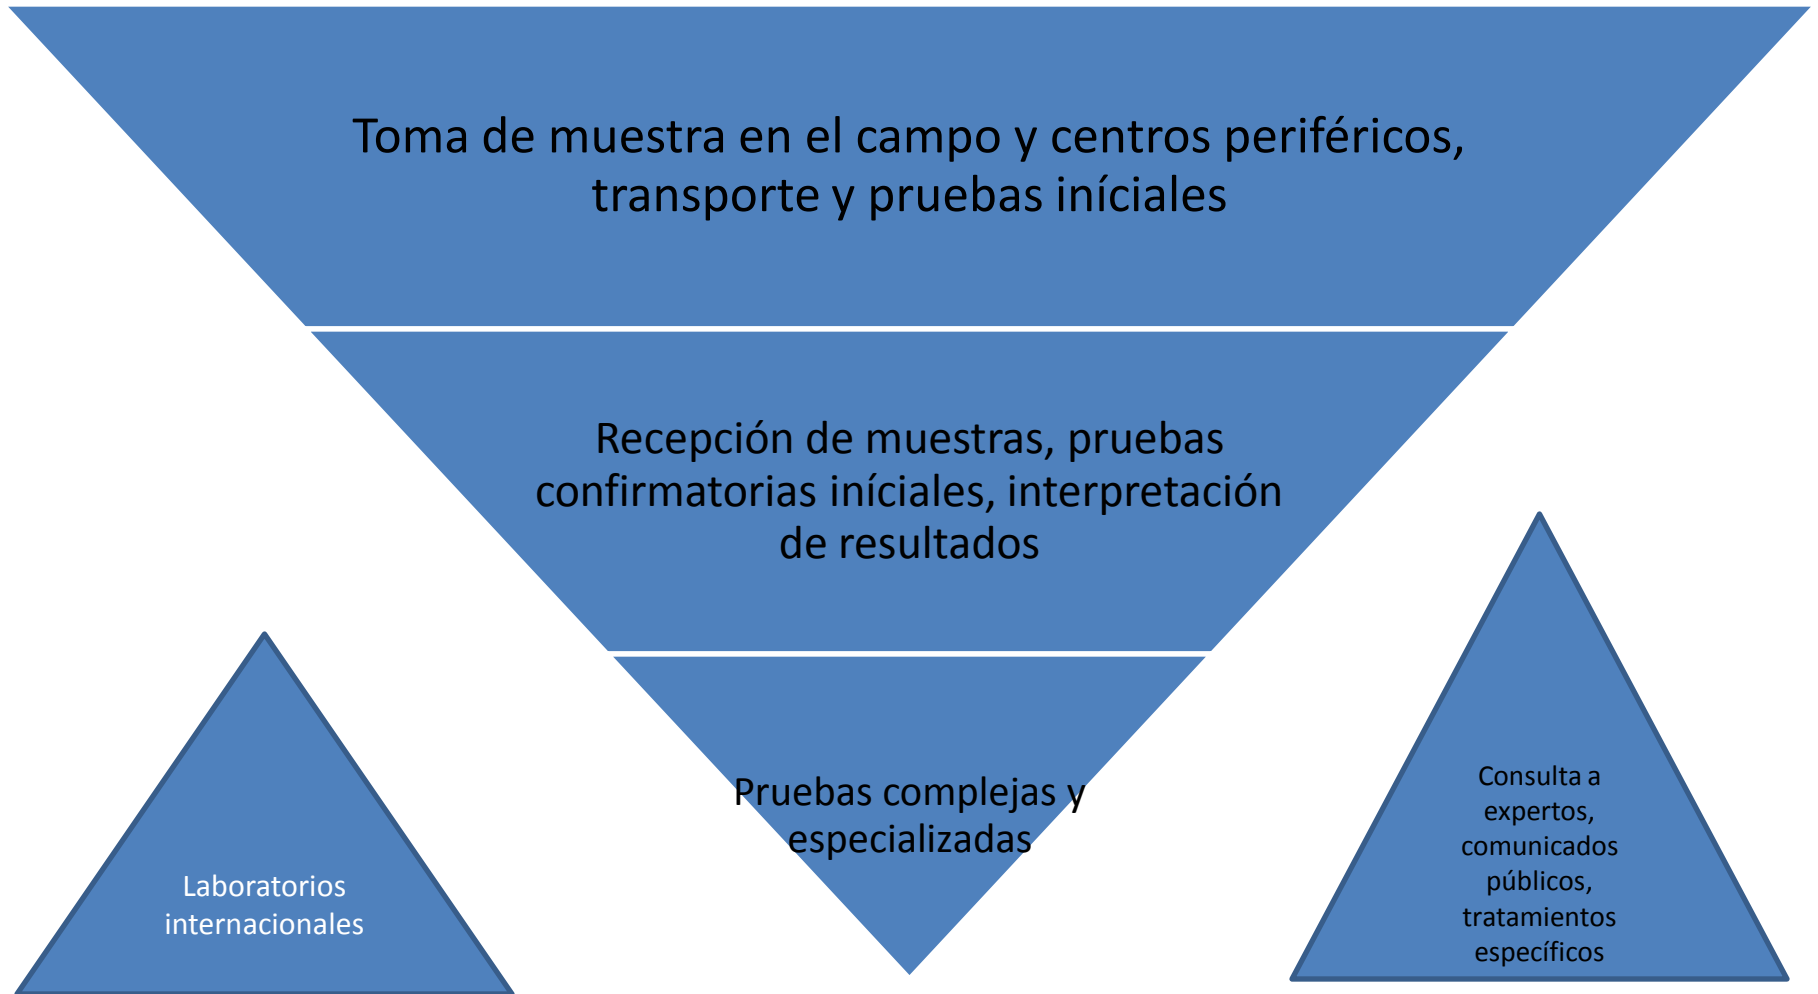 Toma de muestra en el campo y centros periféricos,
transporte y pruebas iníciales
Recepción de muestras, pruebas
confirmatorias iníciales, interpretación
de resultados
Pruebas complejas y
especializadas
Laboratorios
internacionales
Consulta a
expertos,
comunicados
públicos,
tratamientos
específicos